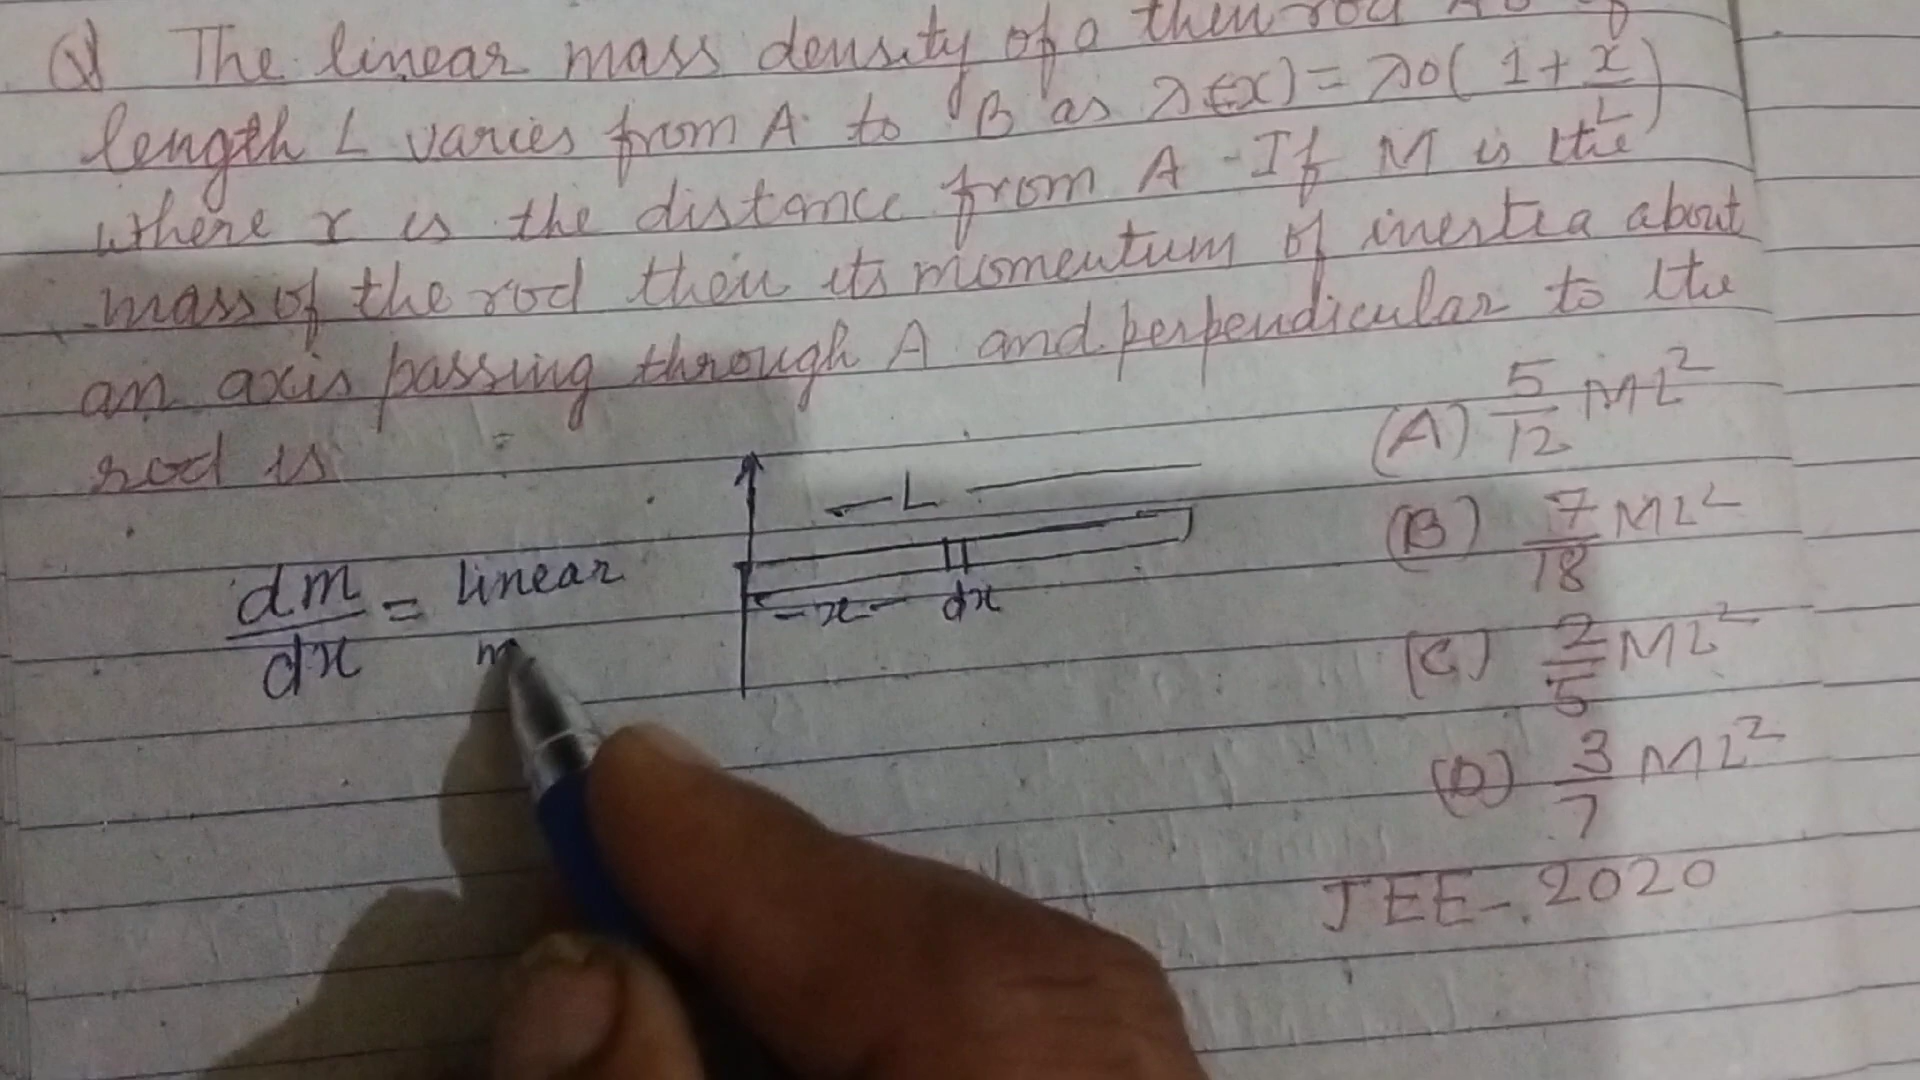 Q The linear mass density of a then rod AB of
length L varies from A to B as λ(x) = λ0( 1 + x/L )
where x is the distance from A - If M is the
mass of the rod then its momentum of inertia about
an axis passing through A and perpendicular to the
rod is
(A) 5/12 ML²
(B) 7/18 ML²
(C) 2/5 ML²
(D) 3/7 ML²
JEE - 2020
L
x dx
dm/dx = linear
m